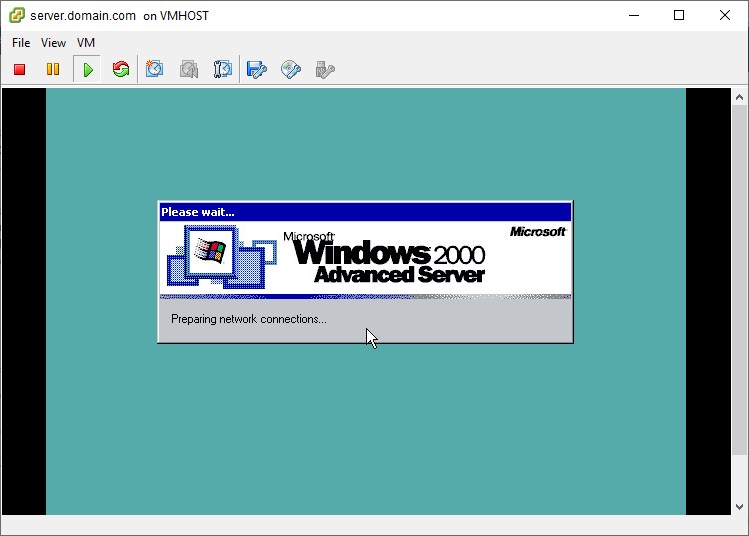 server.domain.com on VMHOST
File View VM
Please wait...
Microsoft
Microsoft
Windows 2000
Advanced Server
Preparing network connections...